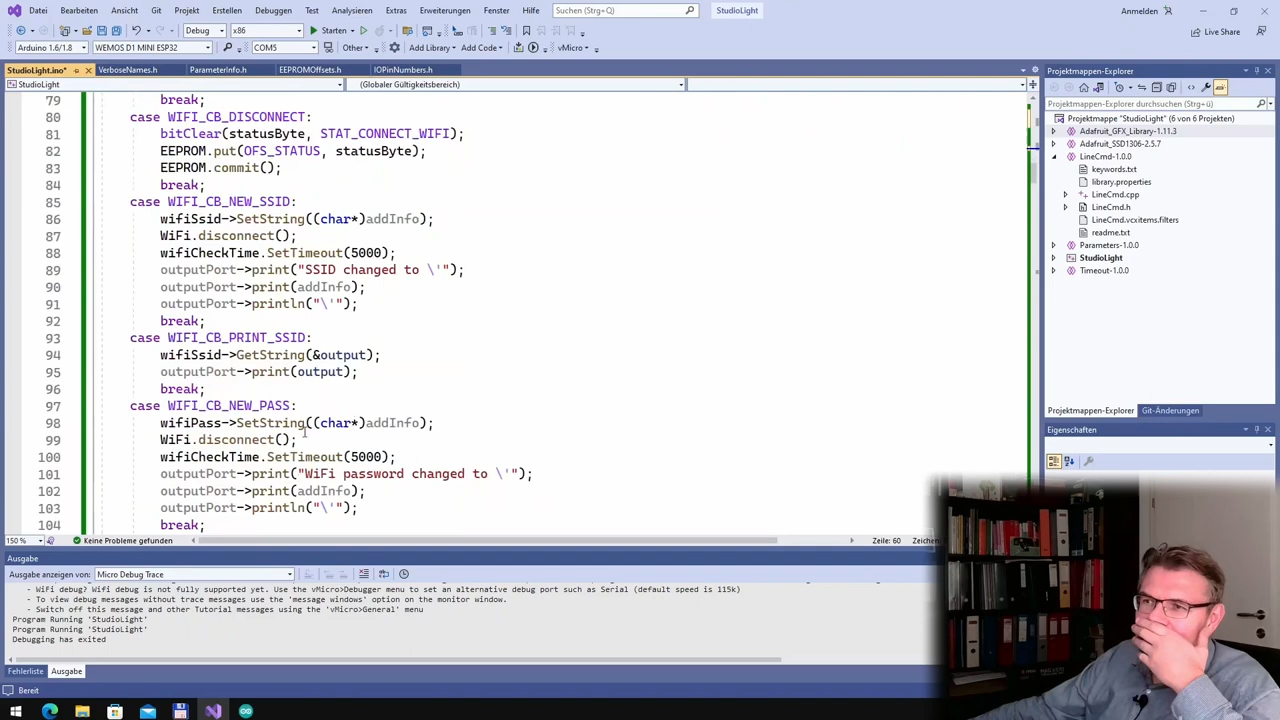 Datei Bearbeiten Ansicht Git Projekt Erstellen Debuggen Test Analysieren Extras Erweiterungen Fenster Hilfe Suchen (Strg+Q) StudioLight Anmelden
Debug x86 Starten Live Share
Arduino 1.6/1.8 WEMOS D1 MINI ESP32 COM5 Other Add Library Add Code vMicro
StudioLight.ino* VerboseNames.h ParameterInfo.h EEPROMOffsets.h IOPinNumbers.h
StudioLight (Globaler Gültigkeitsbereich)
79 break;
80 case WIFI_CB_DISCONNECT:
81 bitClear(statusByte, STAT_CONNECT_WIFI);
82 EEPROM.put(OFS_STATUS, statusByte);
83 EEPROM.commit();
84 break;
85 case WIFI_CB_NEW_SSID:
86 wifiSsid->SetString((char*)addInfo);
87 WiFi.disconnect();
88 wifiCheckTime.SetTimeout(5000);
89 outputPort->print("SSID changed to \'");
90 outputPort->print(addInfo);
91 outputPort->println("\'");
92 break;
93 case WIFI_CB_PRINT_SSID:
94 wifiSsid->GetString(&output);
95 outputPort->print(output);
96 break;
97 case WIFI_CB_NEW_PASS:
98 wifiPass->SetString((char*)addInfo);
99 WiFi.disconnect();
100 wifiCheckTime.SetTimeout(5000);
101 outputPort->print("WiFi password changed to \'");
102 outputPort->print(addInfo);
103 outputPort->println("\'");
104 break;
150 % Keine Probleme gefunden Zeile: 60 Zeichen:
Ausgabe
Ausgabe anzeigen von: Micro Debug Trace
- WiFi debug? Wifi debug is not fully supported yet. Use the vMicro>Debugger menu to set an alternative debug port such as Serial (default speed is 115k)
- To view debug messages without trace messages use the 'message windows' option on the monitor window.
- Switch off this message and other Tutorial messages using the 'vMicro>General' menu
Program Running 'StudioLight'
Program Running 'StudioLight'
Debugging has exited
Fehlerliste Ausgabe
Bereit
Projektmappen-Explorer
Projektmappen-Explorer durchsuchen (Strg+ü)
Projektmappe "StudioLight" (6 von 6 Projekten)
Adafruit_GFX_Library-1.11.3
Adafruit_SSD1306-2.5.7
LineCmd-1.0.0
keywords.txt
library.properties
LineCmd.cpp
LineCmd.h
LineCmd.vcxitems.filters
readme.txt
Parameters-1.0.0
StudioLight
Timeout-1.0.0
Projektmappen-Explorer Git-Änderungen
Eigenschaften